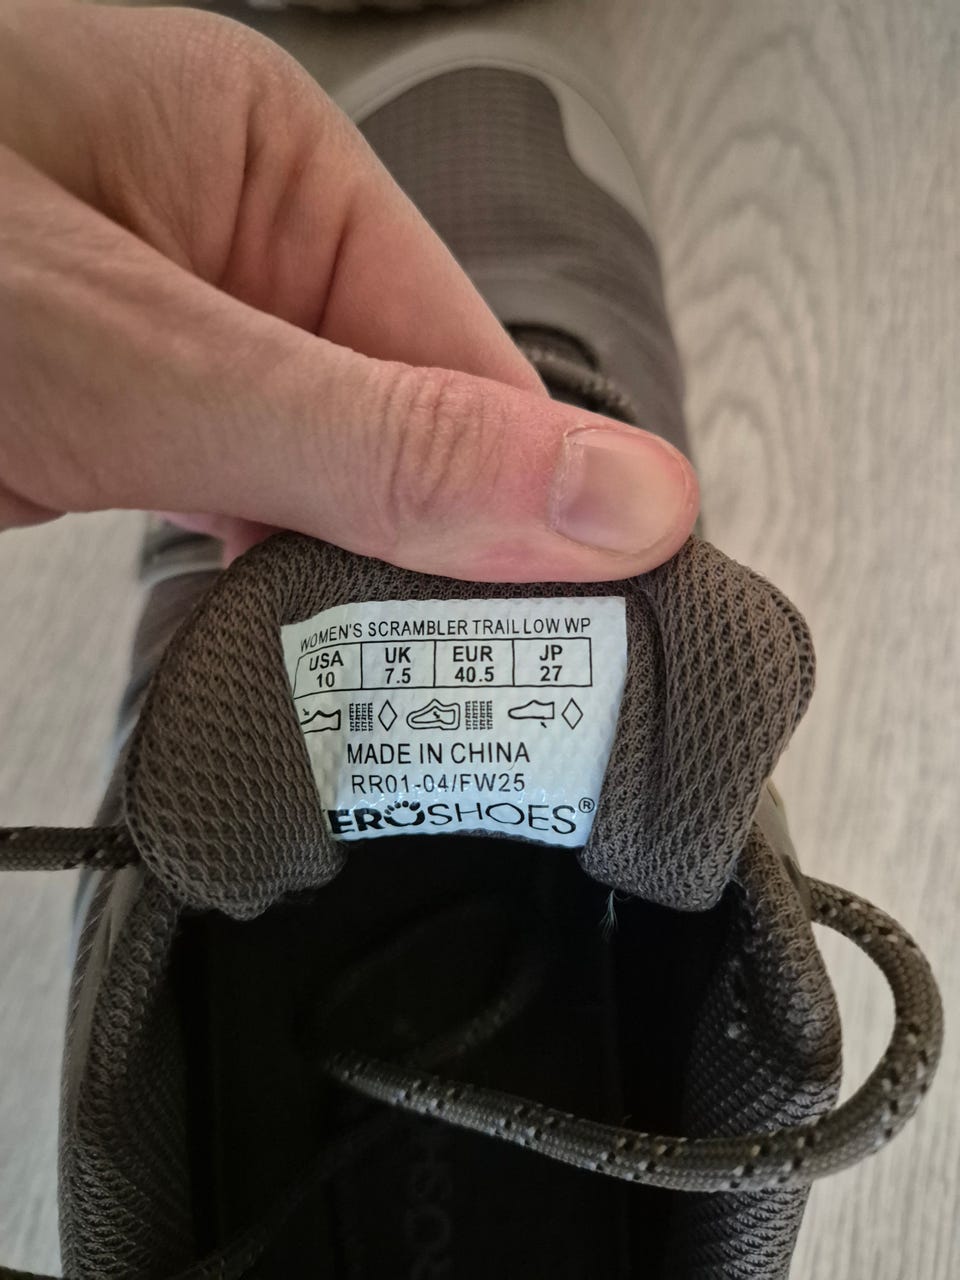 WOMEN'S SCRAMBLER TRAIL LOW WP
USA UK EUR JP
10 7.5 40.5 27
MADE IN CHINA
RR01-04/FW25
XEROSHOES®